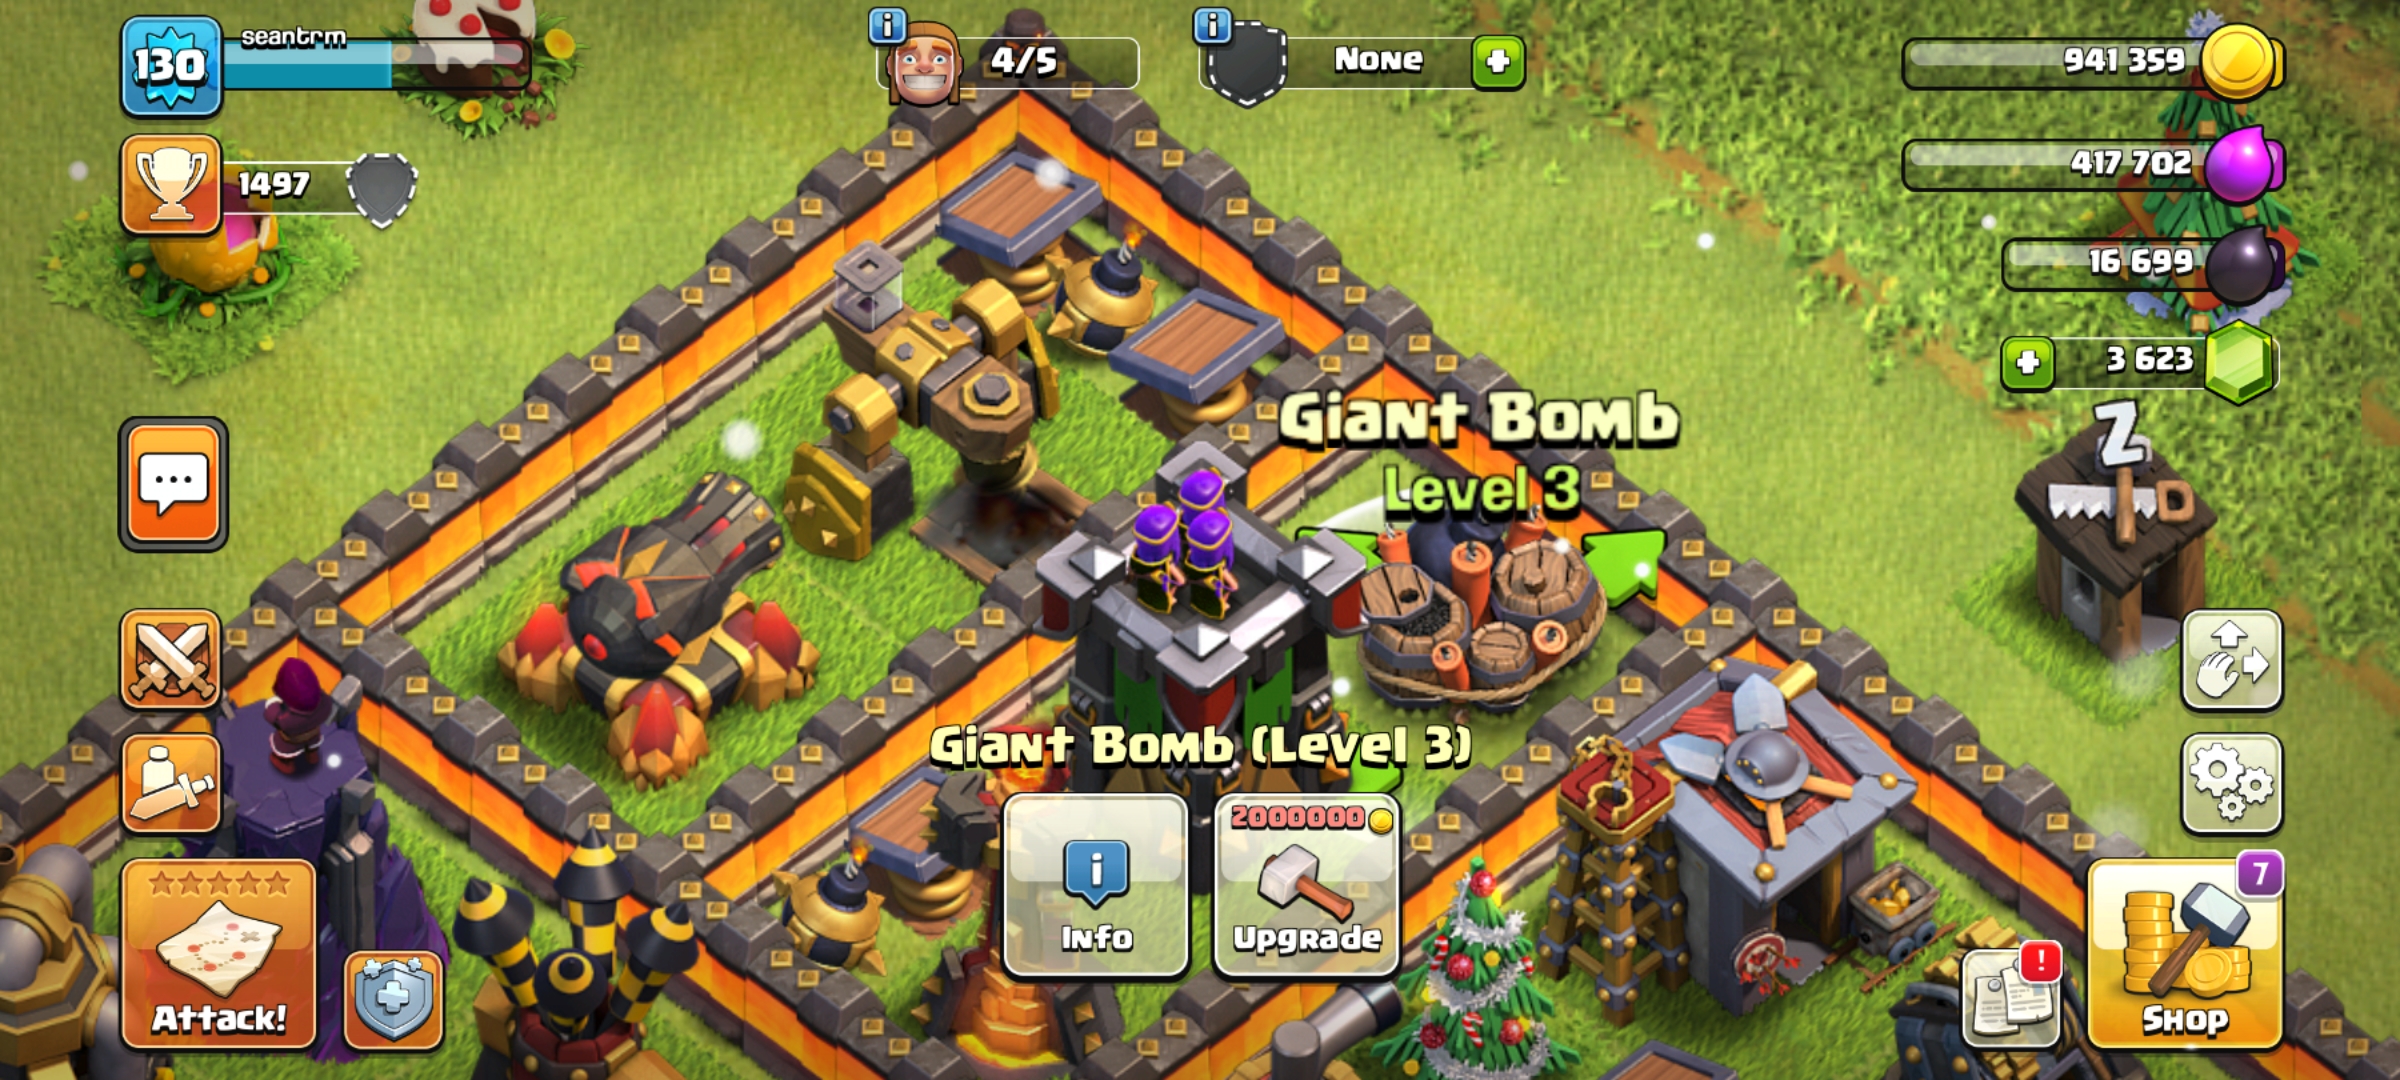 130
seantrm
4/5
None
941 359
1497
417 702
16 699
3 623
Giant Bomb
Level 3
Z
Giant Bomb (Level 3)
2000000
Info
Upgrade
7
Attack!
!
Shop